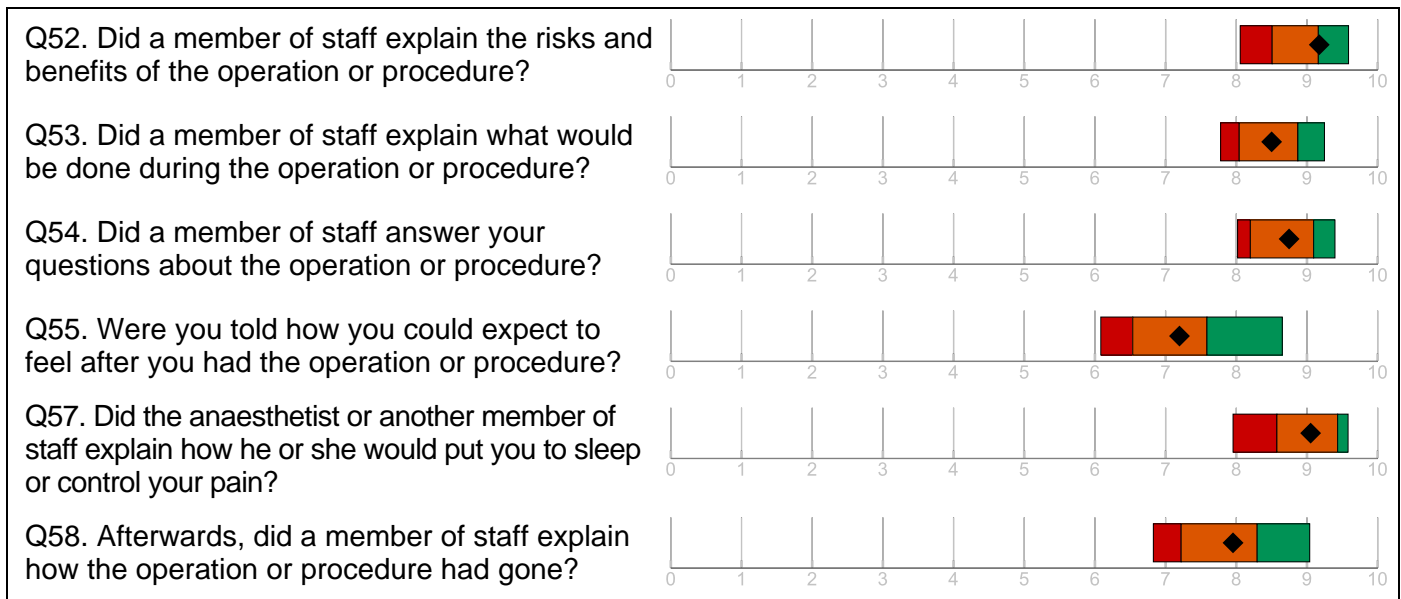 Q52. Did a member of staff explain the risks and
benefits of the operation or procedure?
0 1 2 3 4 5 6 7 8 9 10
Q53. Did a member of staff explain what would
be done during the operation or procedure?
0 1 2 3 4 5 6 7 8 9 10
Q54. Did a member of staff answer your
questions about the operation or procedure?
0 1 2 3 4 5 6 7 8 9 10
Q55. Were you told how you could expect to
feel after you had the operation or procedure?
0 1 2 3 4 5 6 7 8 9 10
Q57. Did the anaesthetist or another member of
staff explain how he or she would put you to sleep
or control your pain?
0 1 2 3 4 5 6 7 8 9 10
Q58. Afterwards, did a member of staff explain
how the operation or procedure had gone?
0 1 2 3 4 5 6 7 8 9 10